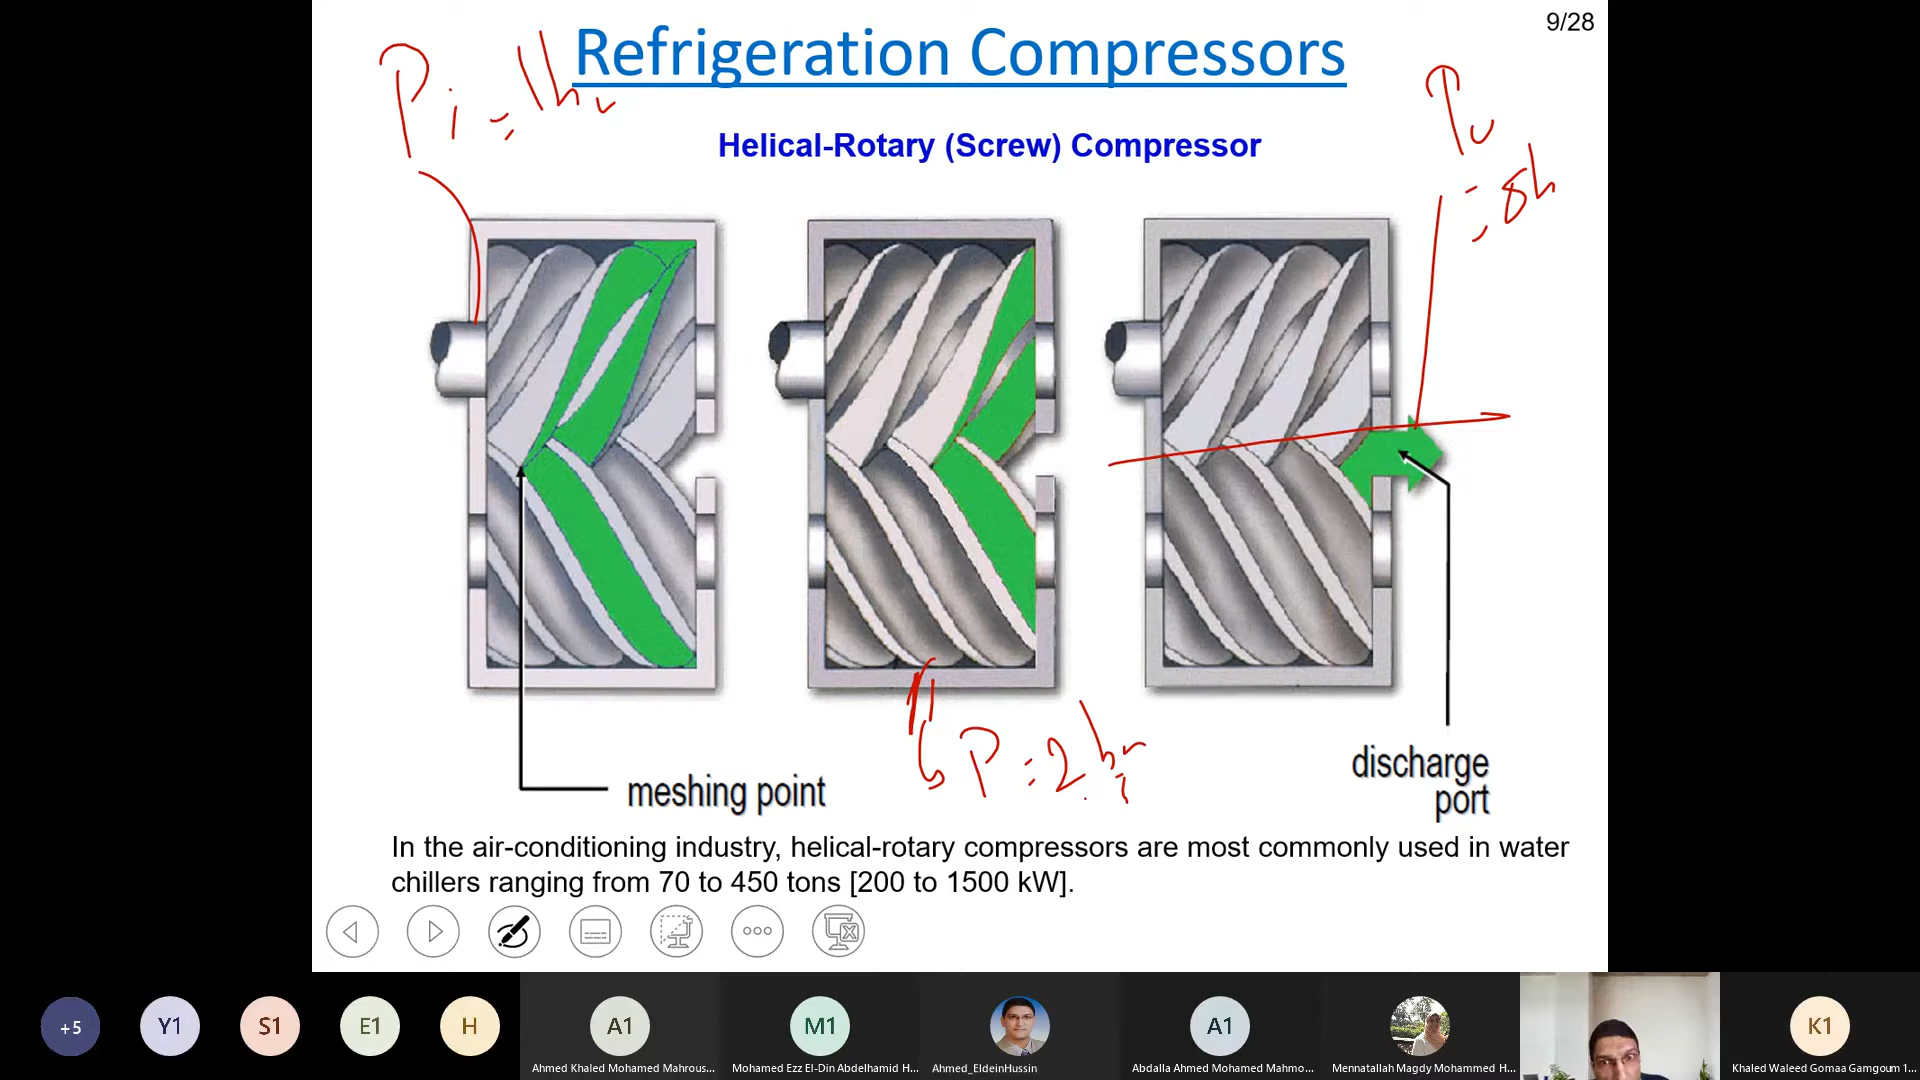 9/28
Refrigeration Compressors
Helical-Rotary (Screw) Compressor
meshing point
discharge
port
In the air-conditioning industry, helical-rotary compressors are most commonly used in water
chillers ranging from 70 to 450 tons [200 to 1500 kW].
+5
Y1
S1
E1
H
A1
M1
A1
K1
Ahmed Khaled Mohamed Mahrous...
Mohamed Ezz El-Din Abdelhamid H...
Ahmed_EldeinHussin
Abdalla Ahmed Mohamed Mahmo...
Mennatallah Magdy Mohammed H...
Khaled Waleed Gomaa Gamgoum 1...